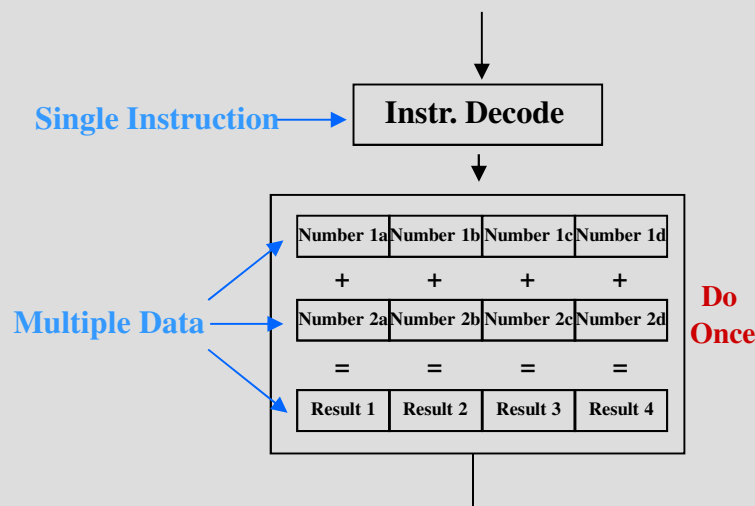 Single Instruction
Instr. Decode
Number 1a Number 1b Number 1c Number 1d
+ + + +
Multiple Data
Number 2a Number 2b Number 2c Number 2d
Do
Once
= = = =
Result 1 Result 2 Result 3 Result 4